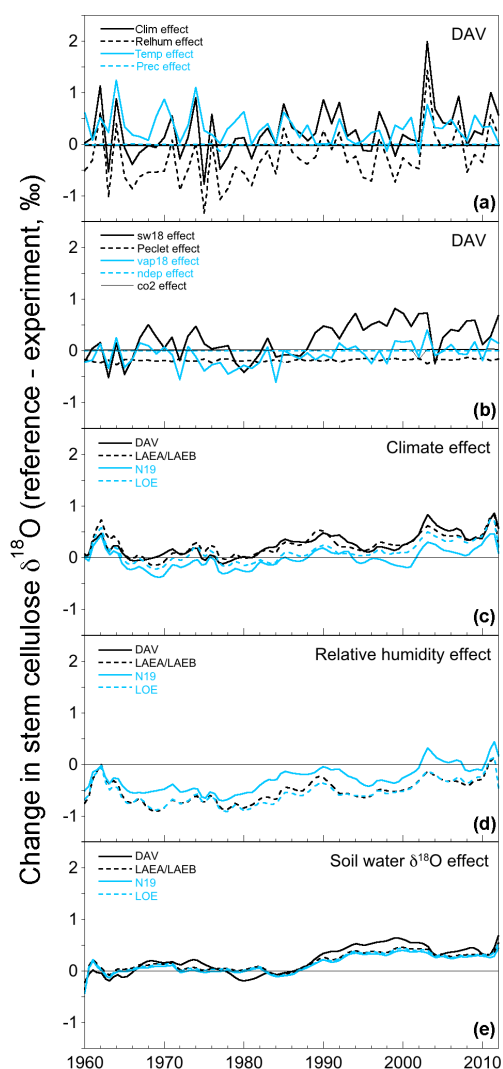 Change in stem cellulose δ18O (reference - experiment, ‰)
2
1
0
-1
Clim effect
Relhum effect
Temp effect
Prec effect
DAV
(a)
2
1
0
-1
sw18 effect
Peclet effect
vap18 effect
ndep effect
co2 effect
DAV
(b)
2
1
0
-1
DAV
LAEA/LAEB
N19
LOE
Climate effect
(c)
2
1
0
-1
DAV
LAEA/LAEB
N19
LOE
Relative humidity effect
(d)
2
1
0
-1
DAV
LAEA/LAEB
N19
LOE
Soil water δ18O effect
(e)
1960 1970 1980 1990 2000 2010